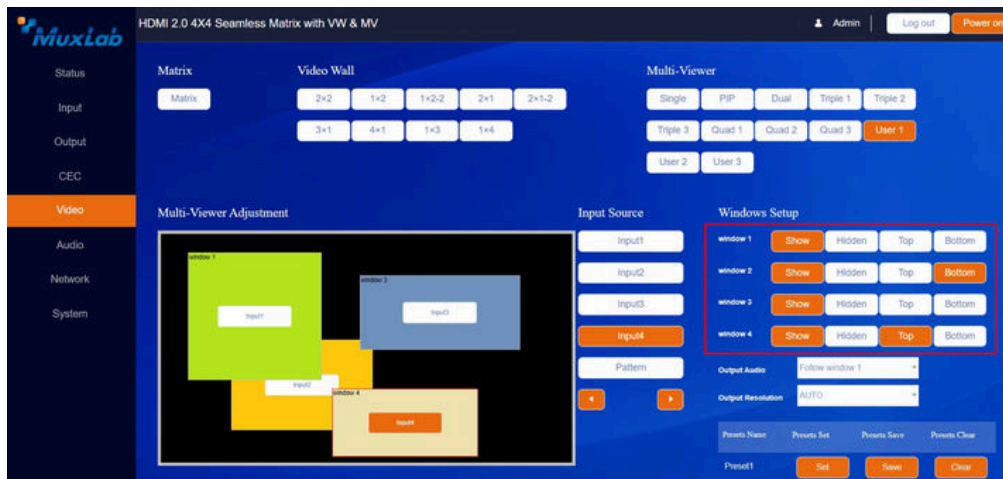 MuxLab
HDMI 2.0 4X4 Seamless Matrix with VW & MV
Admin
Log out
Power on
Status
Input
Output
CEC
Video
Audio
Network
System
Matrix
Matrix
Video Wall
2×2 1×2 1×2-2 2×1 2×1-2
3×1 4×1 1×3 1×4
Multi-Viewer
Single PIP Dual Triple 1 Triple 2
Triple 3 Quad 1 Quad 2 Quad 3 User 1
User 2 User 3
Multi-Viewer Adjustment
window 1
Input1
window 3
Input3
Input2
window 4
Input4
Input Source
Input1
Input2
Input3
Input4
Pattern
Windows Setup
window 1 Show Hidden Top Bottom
window 2 Show Hidden Top Bottom
window 3 Show Hidden Top Bottom
window 4 Show Hidden Top Bottom
Output Audio Follow window 1
Output Resolution AUTO
Presets Name Presets Set Presets Save Presets Clear
Preset1 Set Save Clear